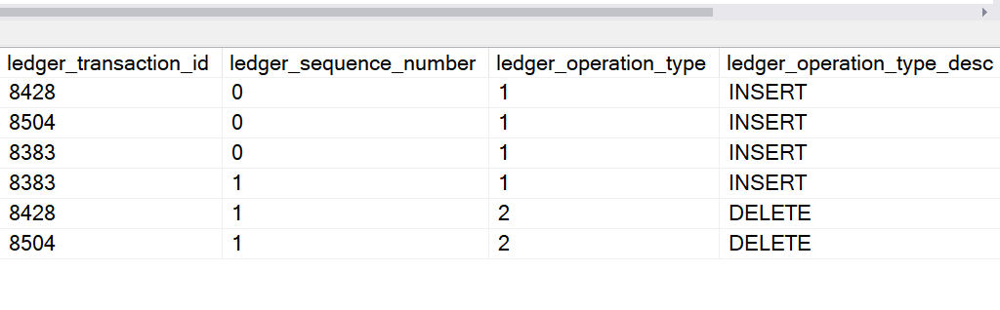 ledger_transaction_id ledger_sequence_number ledger_operation_type ledger_operation_type_desc
8428 0 1 INSERT
8504 0 1 INSERT
8383 0 1 INSERT
8383 1 1 INSERT
8428 1 2 DELETE
8504 1 2 DELETE